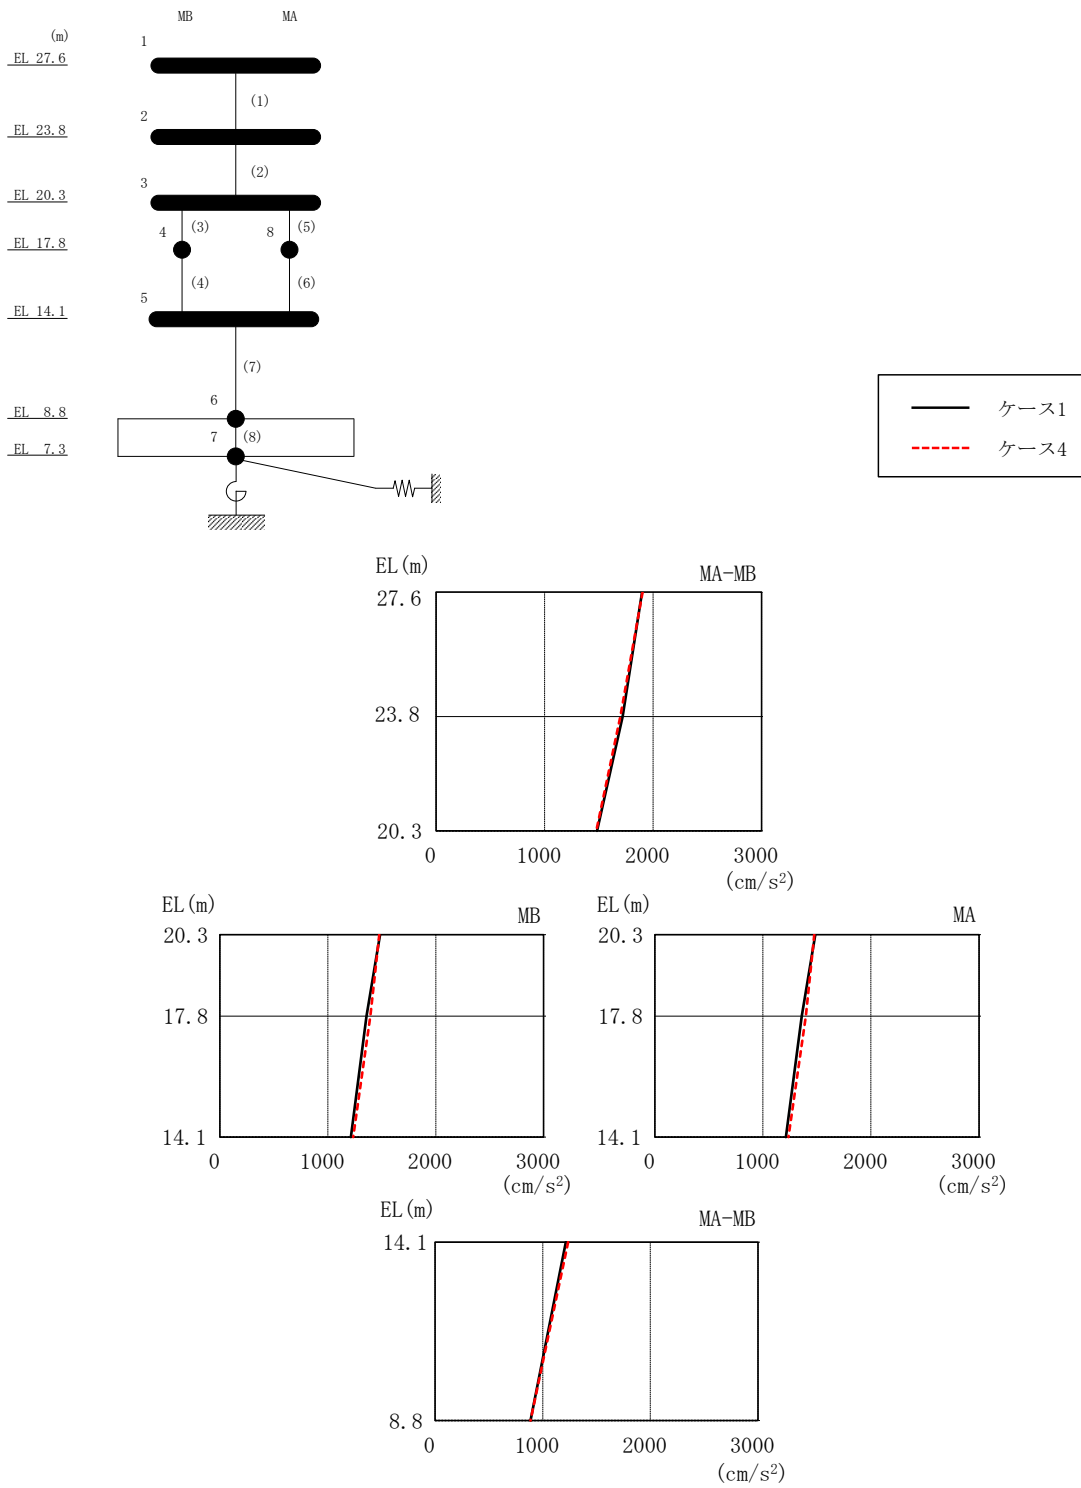 MB MA
(m)
1
EL 27.6
(1)
2
EL 23.8
(2)
3
EL 20.3
4 (3) 8 (5)
EL 17.8
(4) (6)
5
EL 14.1
(7)
6
EL 8.8
7 (8)
EL 7.3
ケース1
ケース4
EL(m) MA-MB
27.6
23.8
20.3
0 1000 2000 3000
(cm/s²)
EL(m) MB
20.3
17.8
14.1
0 1000 2000 3000
(cm/s²)
EL(m) MA
20.3
17.8
14.1
0 1000 2000 3000
(cm/s²)
EL(m) MA-MB
14.1
8.8
0 1000 2000 3000
(cm/s²)